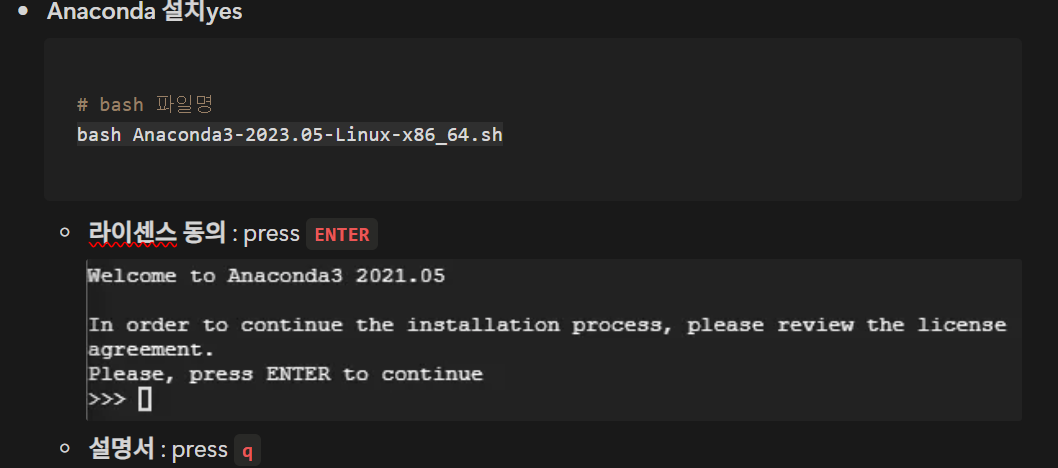 Anaconda 설치yes
# bash 파일명
bash Anaconda3-2023.05-Linux-x86_64.sh
라이센스 동의 : press ENTER
Welcome to Anaconda3 2021.05
In order to continue the installation process, please review the license
agreement.
Please, press ENTER to continue
>>>
설명서 : press q